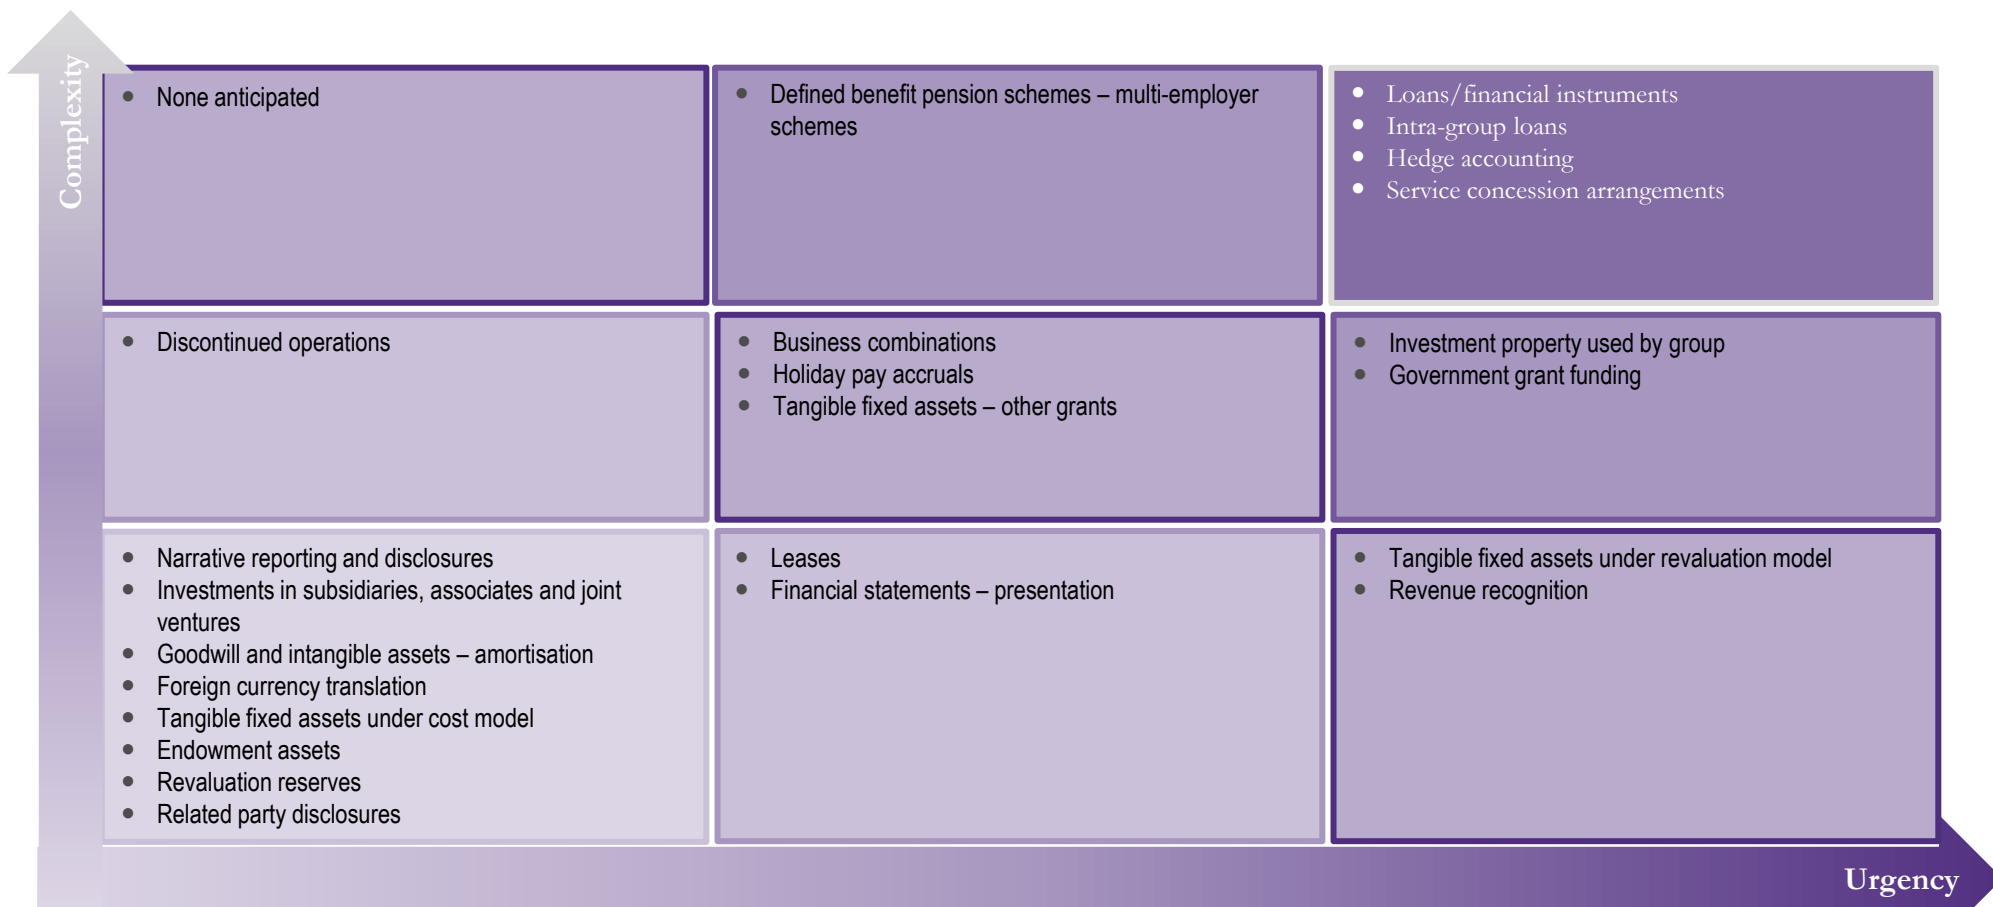 Complexity
• None anticipated
• Defined benefit pension schemes – multi-employer
schemes
• Loans/financial instruments
• Intra-group loans
• Hedge accounting
• Service concession arrangements
• Discontinued operations
• Business combinations
• Holiday pay accruals
• Tangible fixed assets – other grants
• Investment property used by group
• Government grant funding
• Narrative reporting and disclosures
• Investments in subsidiaries, associates and joint
ventures
• Goodwill and intangible assets – amortisation
• Foreign currency translation
• Tangible fixed assets under cost model
• Endowment assets
• Revaluation reserves
• Related party disclosures
• Leases
• Financial statements – presentation
• Tangible fixed assets under revaluation model
• Revenue recognition
Urgency